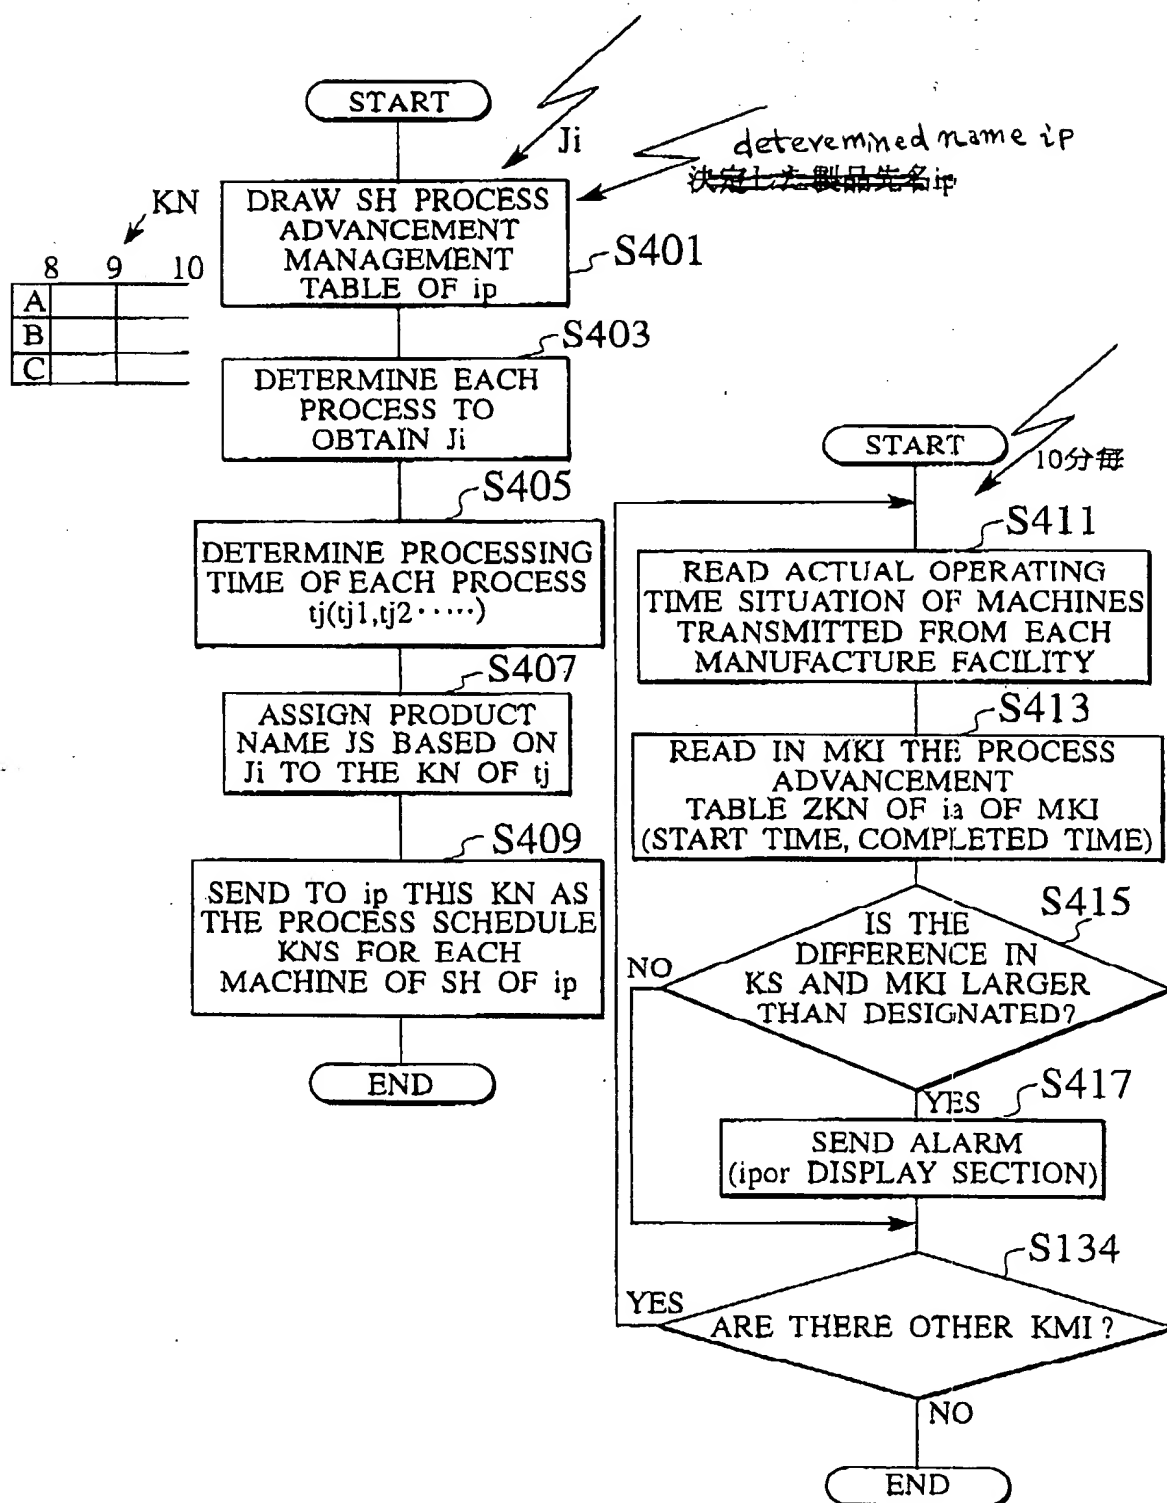 START
Ji
detevemined name ip
決定した製品先名ip
KN
8 9 10
A
B
C
DRAW SH PROCESS
ADVANCEMENT
MANAGEMENT
TABLE OF ip
S401
S403
DETERMINE EACH
PROCESS TO
OBTAIN Ji
S405
DETERMINE PROCESSING
TIME OF EACH PROCESS
tj(tj1,tj2·····)
S407
ASSIGN PRODUCT
NAME JS BASED ON
Ji TO THE KN OF tj
S409
SEND TO ip THIS KN AS
THE PROCESS SCHEDULE
KNS FOR EACH
MACHINE OF SH OF ip
END
START
10分毎
S411
READ ACTUAL OPERATING
TIME SITUATION OF MACHINES
TRANSMITTED FROM EACH
MANUFACTURE FACILITY
S413
READ IN MKI THE PROCESS
ADVANCEMENT
TABLE ZKN OF ia OF MKI
(START TIME, COMPLETED TIME)
S415
IS THE
DIFFERENCE IN
KS AND MKI LARGER
THAN DESIGNATED?
NO
YES
S417
SEND ALARM
(ipor DISPLAY SECTION)
S134
YES
ARE THERE OTHER KMI?
NO
END